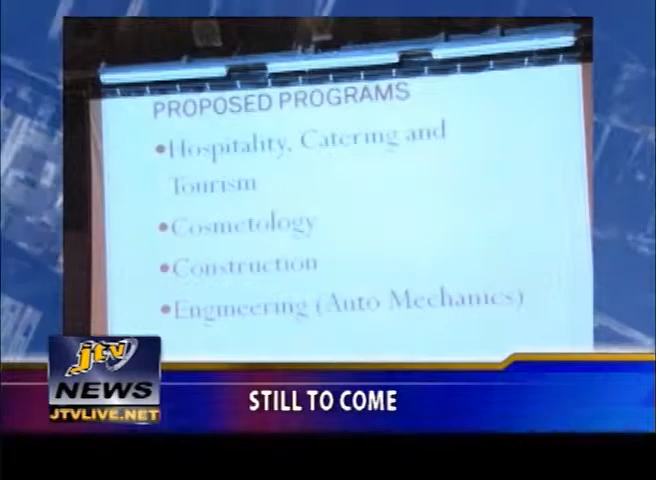 PROPOSED PROGRAMS
•Hospitality, Catering and
Tourism
•Cosmetology
•Construction
•Engineering (Auto Mechanics)
jtv
NEWS
JTVLIVE.NET
STILL TO COME